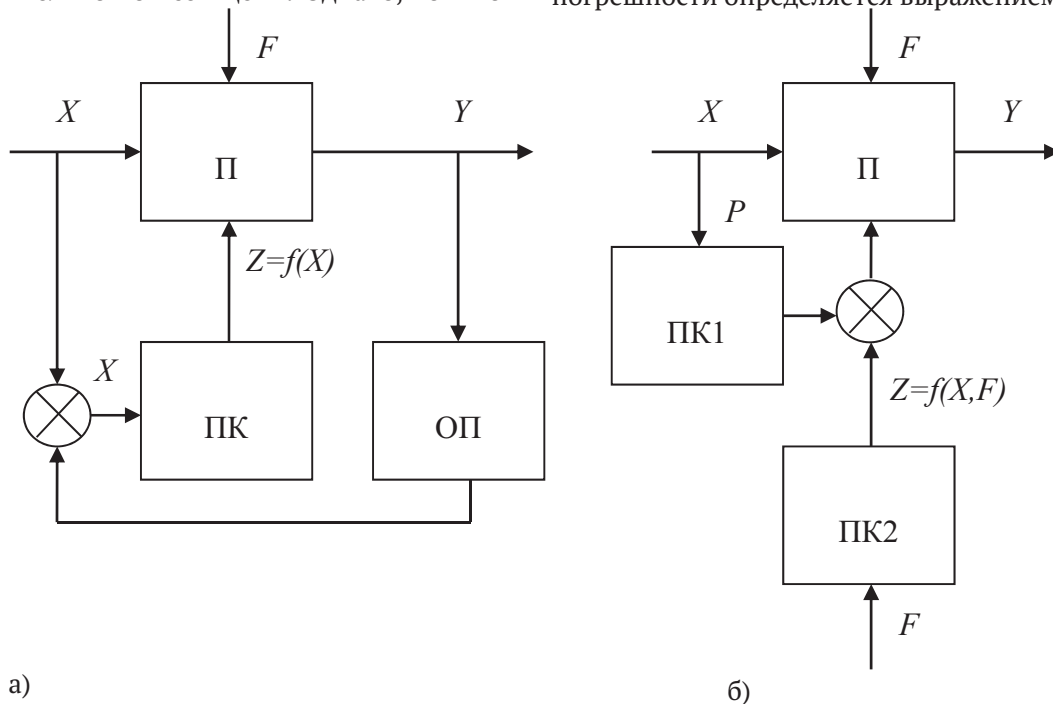 погрешности определяется выражением
F
X
Y
П
Z=f(X)
X
ПК
ОП
а)
F
X
Y
П
P
ПК1
Z=f(X,F)
ПК2
F
б)